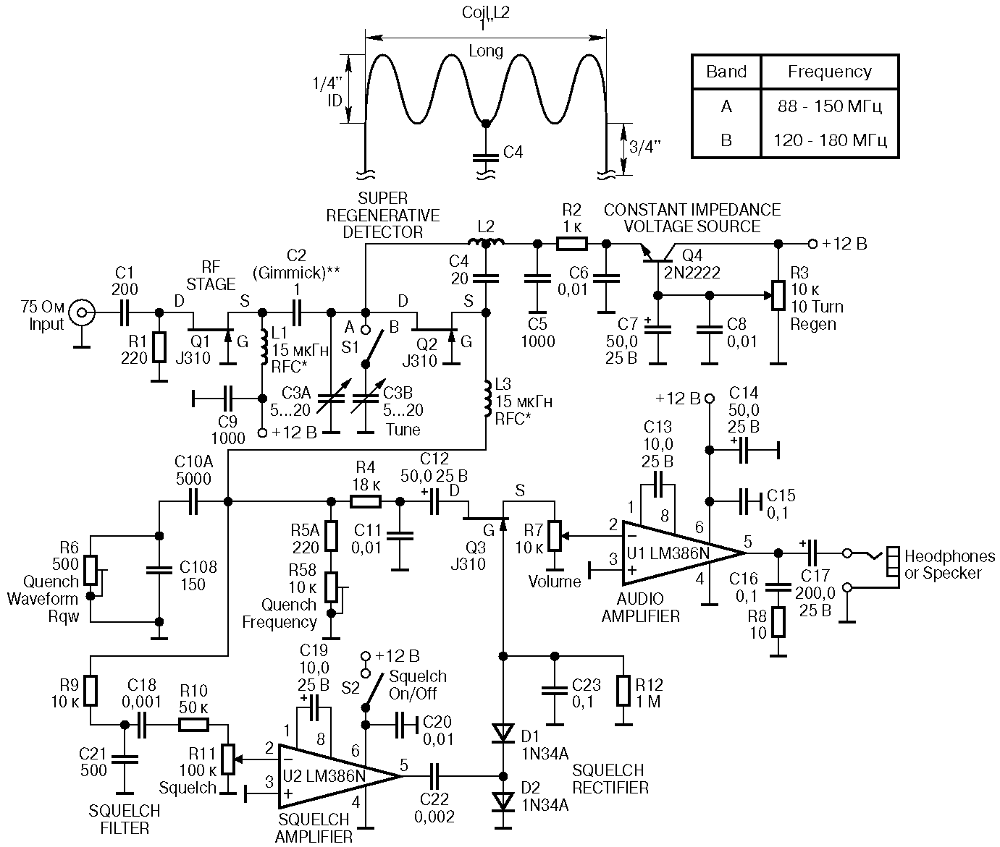 Coil L2
1"
Long
1/4"
ID
C4
3/4"
Band Frequency
A 88 - 150 МГц
B 120 - 180 МГц
SUPER
REGENERATIVE
DETECTOR
L2
R2
1 к
CONSTANT IMPEDANCE
VOLTAGE SOURCE
+12 В
Q4
2N2222
R3
10 к
10 Turn
Regen
C1
200
RF
STAGE
C2
(Gimmick)**
1
C4
20
C6
0,01
C5
1000
C7
50,0
25 В
+
C8
0,01
75 Ом
Input
D
S
G
R1
220
Q1
J310
L1
15 мкГн
RFC*
A
B
S1
D
S
G
Q2
J310
C9
1000
+12 В
C3A
5...20
C3B
5...20
Tune
L3
15 мкГн
RFC*
+12 В
C14
50,0
25 В
+
C13
10,0
25 В
C15
0,1
C10A
5000
R4
18 к
C12
50,0 25 В
+
D
S
G
Q3
J310
R6
500
Quench
Waveform
Rqw
C108
150
R5A
220
R58
10 к
Quench
Frequency
C11
0,01
R7
10 к
Volume
1
8
6
2
−
3
+
U1 LM386N
5
4
AUDIO
AMPLIFIER
C16
0,1
R8
10
+
C17
200,0
25 В
Heodphones
or Specker
R9
10 к
C18
0,001
R10
50 к
C19
10,0
25 В
+
+12 В
S2
Squelch
On/Off
C20
0,01
C23
0,1
R12
1 М
C21
500
R11
100 к
Squelch
1
8
6
2
−
3
+
U2 LM386N
5
4
C22
0,002
D1
1N34A
D2
1N34A
SQUELCH
RECTIFIER
SQUELCH
FILTER
SQUELCH
AMPLIFIER